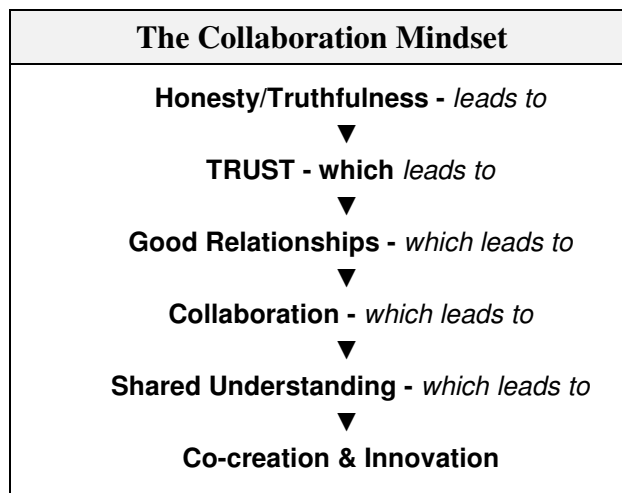 The Collaboration Mindset
Honesty/Truthfulness - leads to
▼
TRUST - which leads to
▼
Good Relationships - which leads to
▼
Collaboration - which leads to
▼
Shared Understanding - which leads to
▼
Co-creation & Innovation